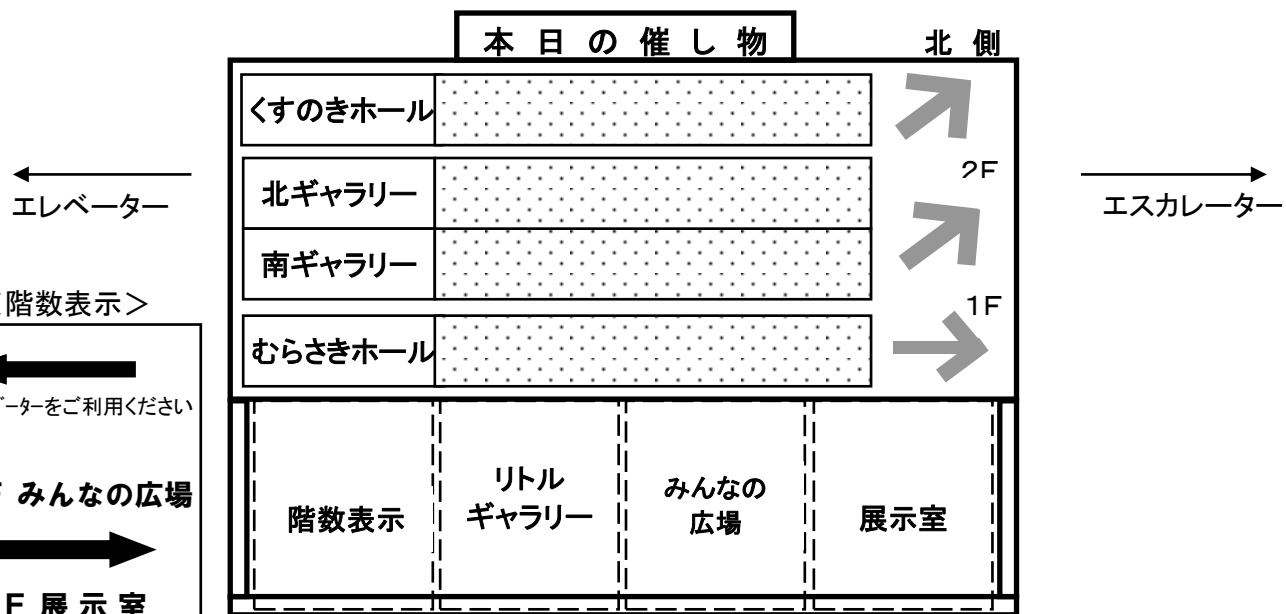 本日の催し物
北側
くすのきホール
2F
北ギャラリー
南ギャラリー
1F
むらさきホール
エレベーター
エスカレーター
階数表示＞
ーターをご利用ください
みんなの広場
F 展示室
階数表示
リトル
ギャラリー
みんなの
広場
展示室